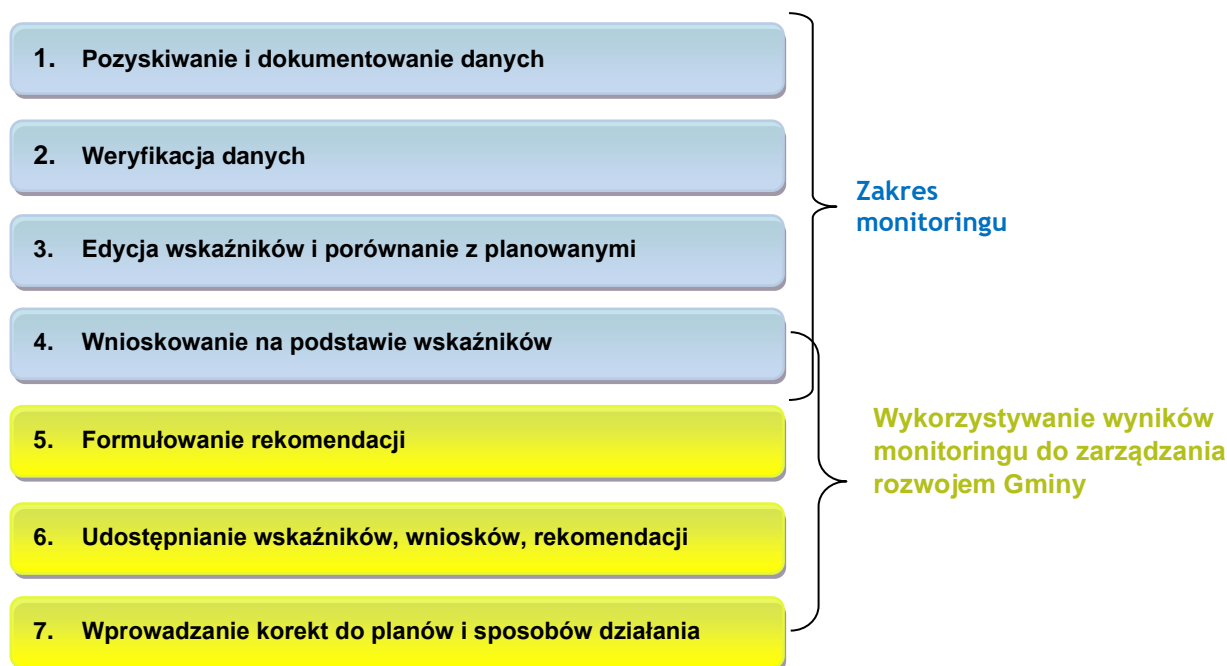 1. Pozyskiwanie i dokumentowanie danych
2. Weryfikacja danych
3. Edycja wskaźników i porównanie z planowanymi
4. Wnioskowanie na podstawie wskaźników
5. Formułowanie rekomendacji
6. Udostępnianie wskaźników, wniosków, rekomendacji
7. Wprowadzanie korekt do planów i sposobów działania
Zakres
monitoringu
Wykorzystywanie wyników
monitoringu do zarządzania
rozwojem Gminy